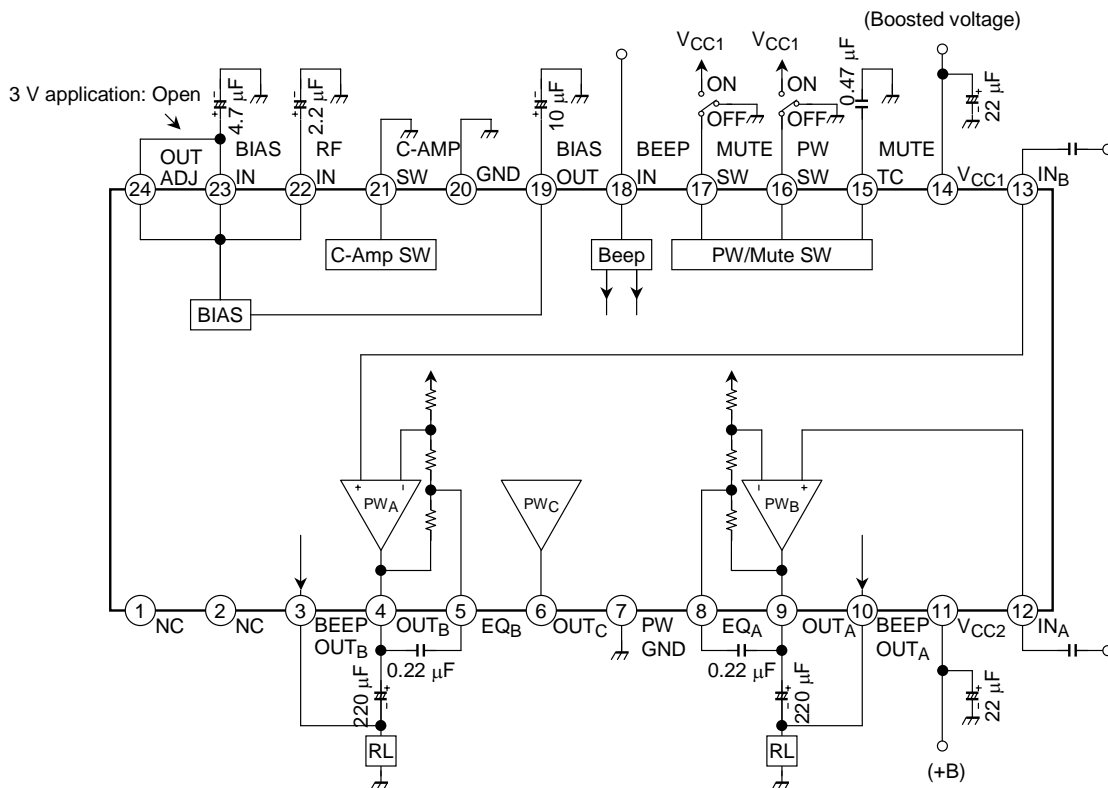 (Boosted voltage)
VCC1 VCC1
ON ON
OFF OFF
3 V application: Open
4.7 µF
2.2 µF
10 µF
0.47 µF
22 µF
OUT ADJ
BIAS IN
RF IN
C-AMP SW
GND
BIAS OUT
BEEP IN
MUTE SW
PW SW
MUTE TC
VCC1
INB
24 23 22 21 20 19 18 17 16 15 14 13
C-Amp SW
Beep
PW/Mute SW
BIAS
+ -
PWA
PWC
- +
PWB
1 2 3 4 5 6 7 8 9 10 11 12
NC
NC
BEEP OUTB
OUTB
EQB
OUTC
PW GND
EQA
OUTA
BEEP OUTA
VCC2
INA
0.22 µF
0.22 µF
220 µF
220 µF
22 µF
RL
RL
(+B)